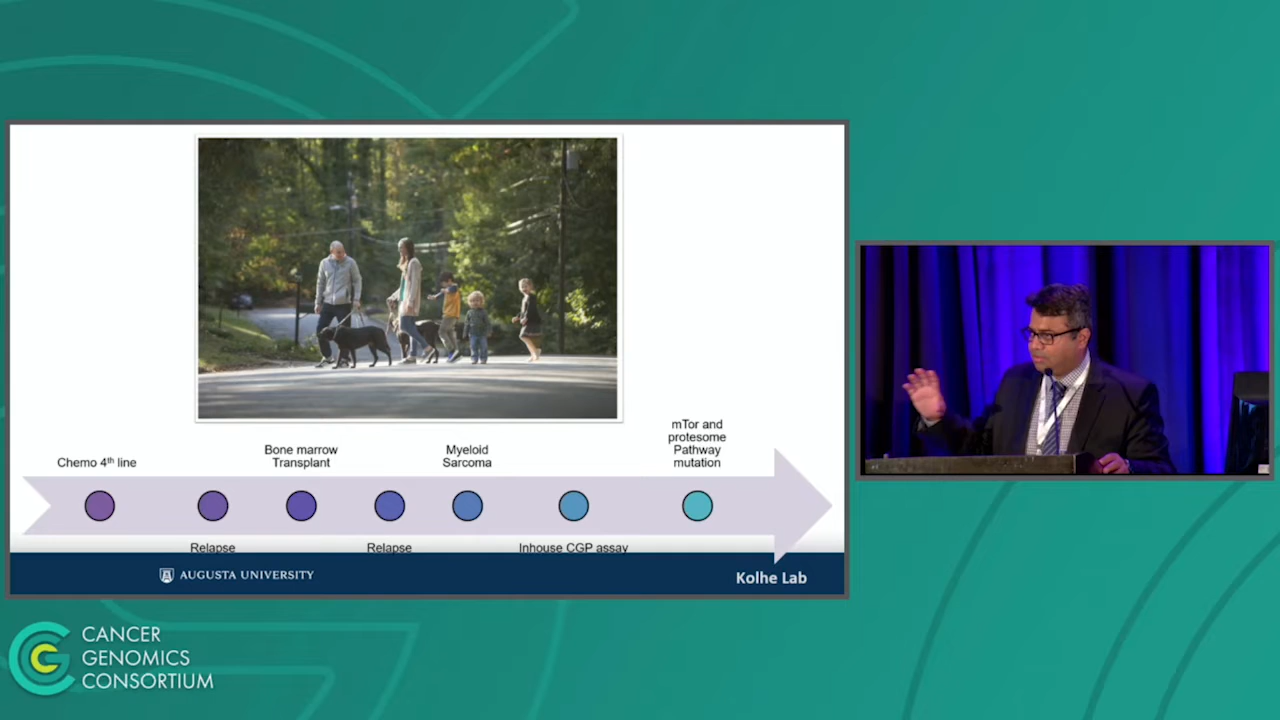 mTor and
protesome
Pathway
mutation
Bone marrow
Transplant
Myeloid
Sarcoma
Chemo 4th line
Relapse
Relapse
Inhouse CGP assay
AUGUSTA UNIVERSITY
Kolhe Lab
CANCER
GENOMICS
CONSORTIUM